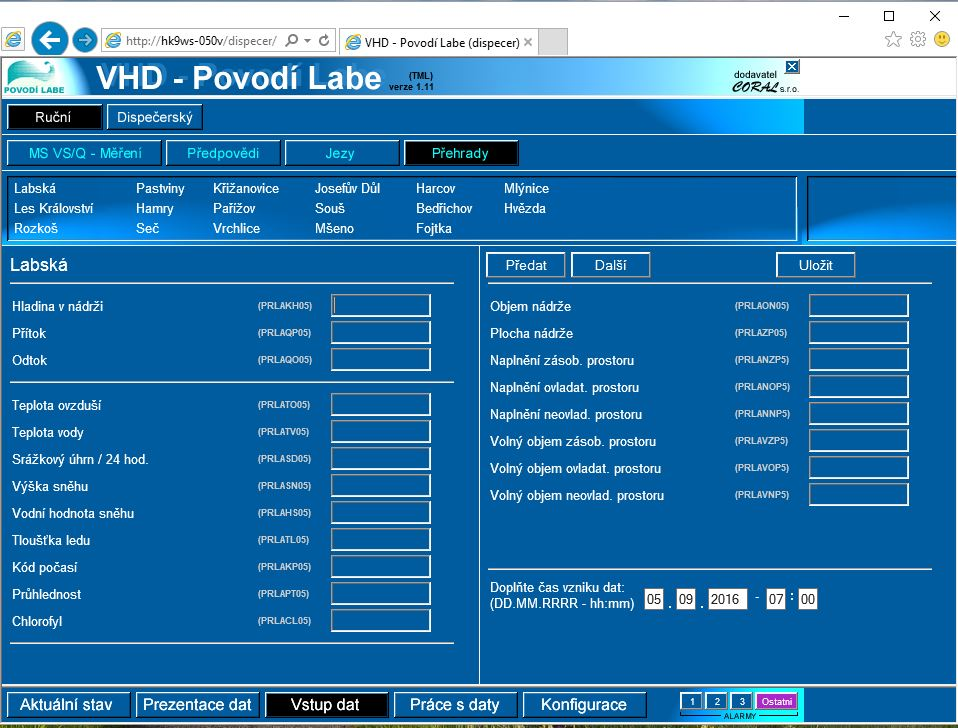 http://hk9ws-050v/dispecer/
VHD - Povodí Labe (dispecer)
POVODÍ LABE
VHD - Povodí Labe (TML) verze 1.11
dodavatel
CORAL s.r.o.
Ruční Dispečerský
MS VS/Q - Měření Předpovědi Jezy Přehrady
Labská Pastviny Křižanovice Josefův Důl Harcov Mlýnice
Les Království Hamry Pařížov Souš Bedřichov Hvězda
Rozkoš Seč Vrchlice Mšeno Fojtka
Labská
Předat Další Uložit
Hladina v nádrži (PRLAKH05)
Přítok (PRLAQP05)
Odtok (PRLAQO05)
Teplota ovzduší (PRLATO05)
Teplota vody (PRLATV05)
Srážkový úhrn / 24 hod. (PRLASD05)
Výška sněhu (PRLASN05)
Vodní hodnota sněhu (PRLAHS05)
Tloušťka ledu (PRLATL05)
Kód počasí (PRLAKP05)
Průhlednost (PRLAPT05)
Chlorofyl (PRLACL05)
Objem nádrže (PRLAON05)
Plocha nádrže (PRLAZP05)
Naplnění zásob. prostoru (PRLANZP5)
Naplnění ovladat. prostoru (PRLANOP5)
Naplnění neovlad. prostoru (PRLANNP5)
Volný objem zásob. prostoru (PRLAVZP5)
Volný objem ovladat. prostoru (PRLAVOP5)
Volný objem neovlad. prostoru (PRLAVNP5)
Doplňte čas vzniku dat:
(DD.MM.RRRR - hh:mm) 05 . 09 . 2016 - 07 : 00
Aktuální stav Prezentace dat Vstup dat Práce s daty Konfigurace
1 2 3 Ostatní
ALARMY